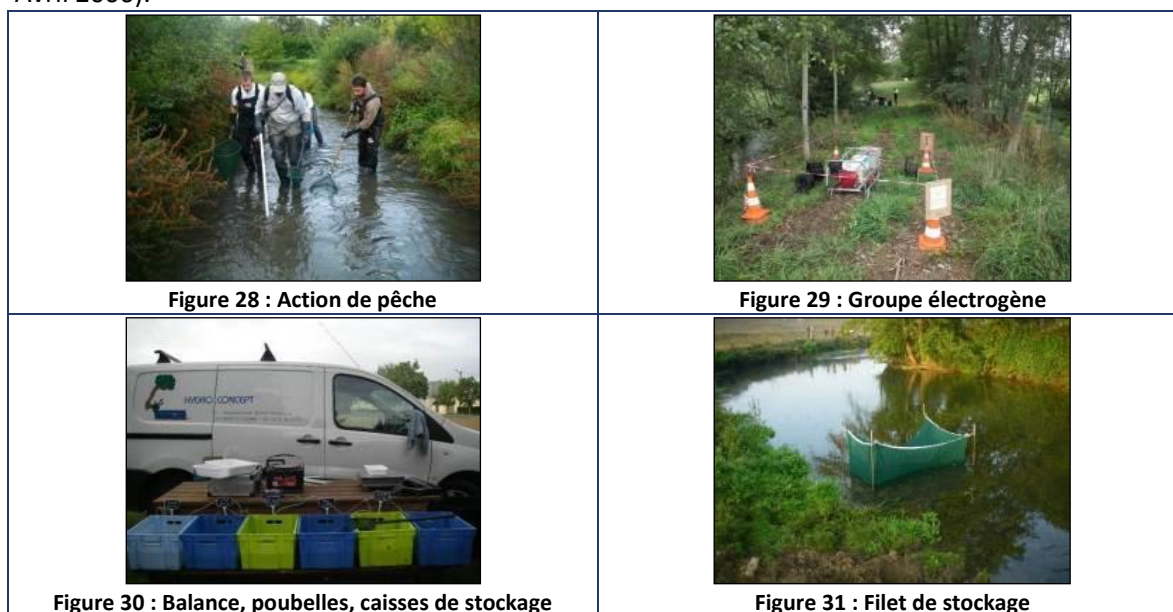 Figure 28 : Action de pêche
Figure 29 : Groupe électrogène
HYDRO CONCEPT
Figure 30 : Balance, poubelles, caisses de stockage
Figure 31 : Filet de stockage